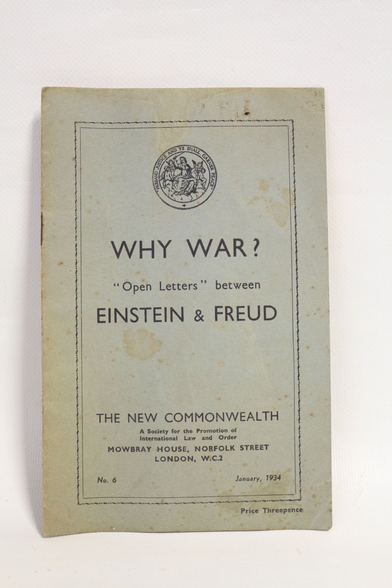 WHY WAR?
"Open Letters" between
EINSTEIN & FREUD
THE NEW COMMONWEALTH
A Society for the Promotion of
International Law and Order
MOWBRAY HOUSE, NORFOLK STREET
LONDON, W.C.2
No. 6 January, 1934
Price Threepence